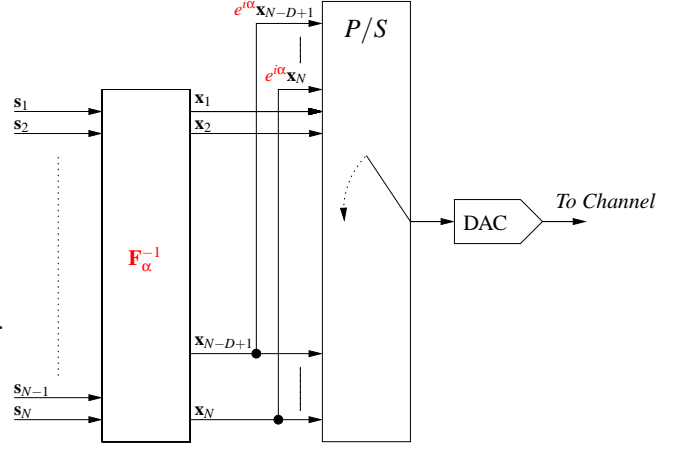 e^{iα}x_{N−D+1}
P/S
e^{iα}x_N
s_1
x_1
s_2
x_2
To Channel
DAC
F_α^{−1}
x_{N−D+1}
s_{N−1}
s_N
x_N